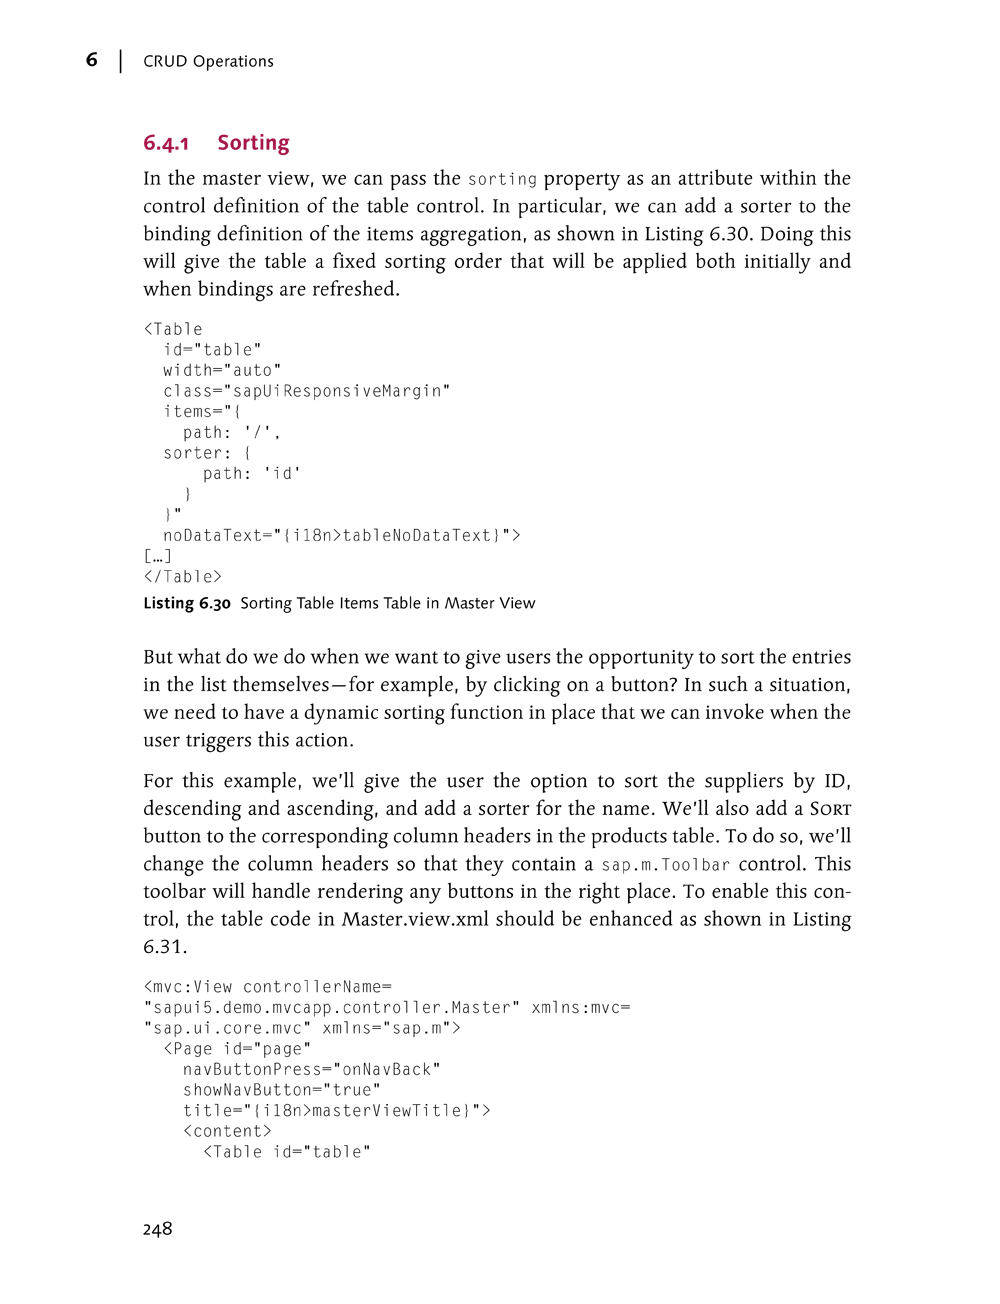 6 | CRUD Operations
6.4.1 Sorting
In the master view, we can pass the sorting property as an attribute within the
control definition of the table control. In particular, we can add a sorter to the
binding definition of the items aggregation, as shown in Listing 6.30. Doing this
will give the table a fixed sorting order that will be applied both initially and
when bindings are refreshed.
<Table
  id="table"
  width="auto"
  class="sapUiResponsiveMargin"
  items="{
    path: '/',
  sorter: {
      path: 'id'
    }
  }"
  noDataText="{i18n>tableNoDataText}">
[…]
</Table>
Listing 6.30 Sorting Table Items Table in Master View
But what do we do when we want to give users the opportunity to sort the entries
in the list themselves—for example, by clicking on a button? In such a situation,
we need to have a dynamic sorting function in place that we can invoke when the
user triggers this action.
For this example, we'll give the user the option to sort the suppliers by ID,
descending and ascending, and add a sorter for the name. We'll also add a SORT
button to the corresponding column headers in the products table. To do so, we'll
change the column headers so that they contain a sap.m.Toolbar control. This
toolbar will handle rendering any buttons in the right place. To enable this con-
trol, the table code in Master.view.xml should be enhanced as shown in Listing
6.31.
<mvc:View controllerName=
"sapui5.demo.mvcapp.controller.Master" xmlns:mvc=
"sap.ui.core.mvc" xmlns="sap.m">
  <Page id="page"
    navButtonPress="onNavBack"
    showNavButton="true"
    title="{i18n>masterViewTitle}">
    <content>
      <Table id="table"
248